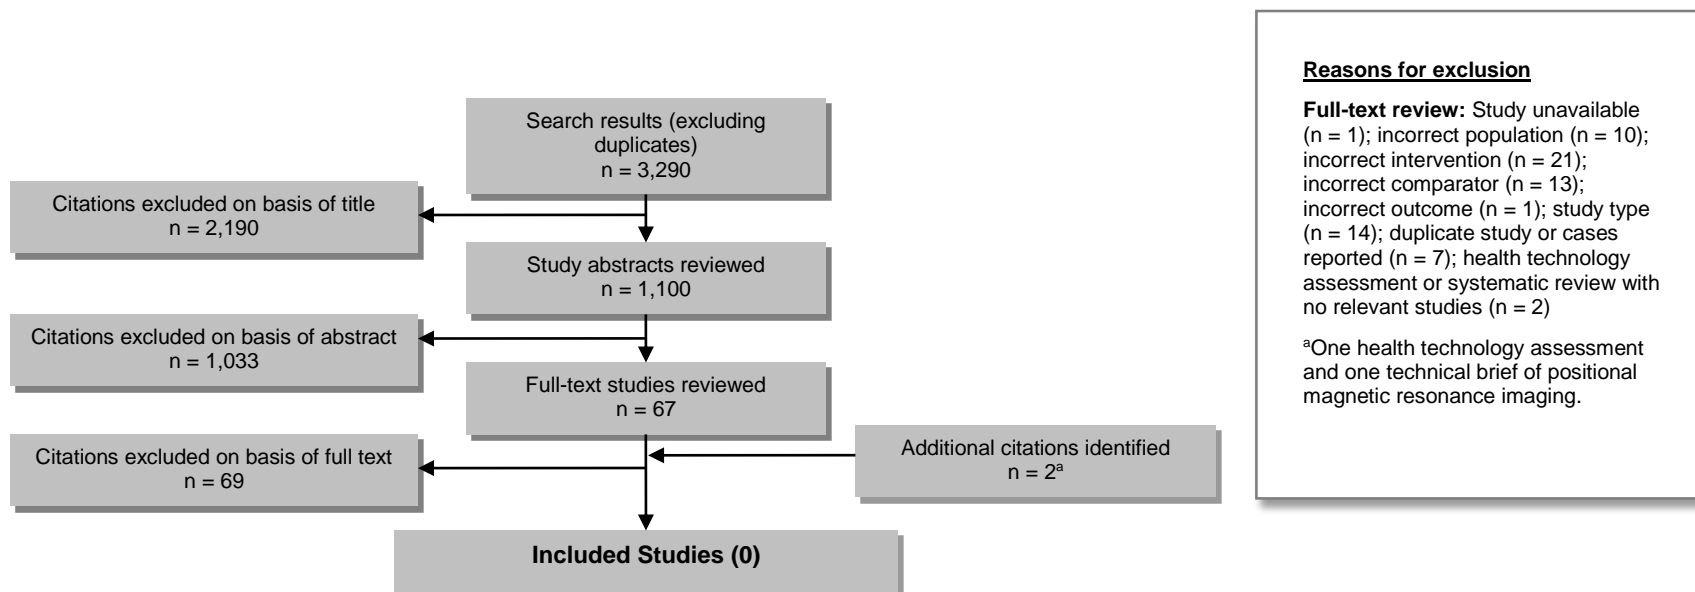 Search results (excluding
duplicates)
n = 3,290
Citations excluded on basis of title
n = 2,190
Study abstracts reviewed
n = 1,100
Citations excluded on basis of abstract
n = 1,033
Full-text studies reviewed
n = 67
Additional citations identified
n = 2a
Citations excluded on basis of full text
n = 69
Included Studies (0)
Reasons for exclusion
Full-text review: Study unavailable
(n = 1); incorrect population (n = 10);
incorrect intervention (n = 21);
incorrect comparator (n = 13);
incorrect outcome (n = 1); study type
(n = 14); duplicate study or cases
reported (n = 7); health technology
assessment or systematic review with
no relevant studies (n = 2)
aOne health technology assessment
and one technical brief of positional
magnetic resonance imaging.